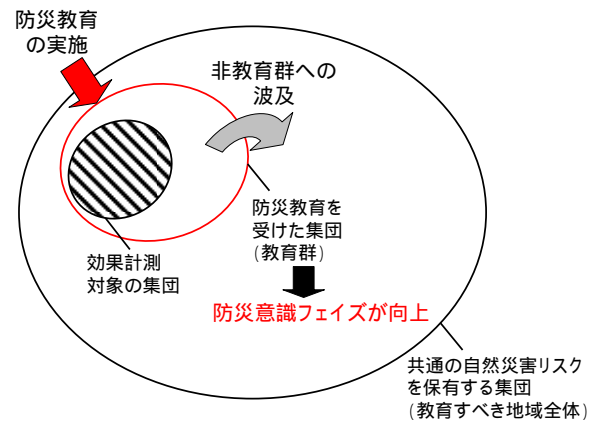 防災教育
の実施
非教育群への
波及
防災教育を
受けた集団
(教育群)
効果計測
対象の集団
防災意識フェイズが向上
共通の自然災害リスク
を保有する集団
(教育すべき地域全体)